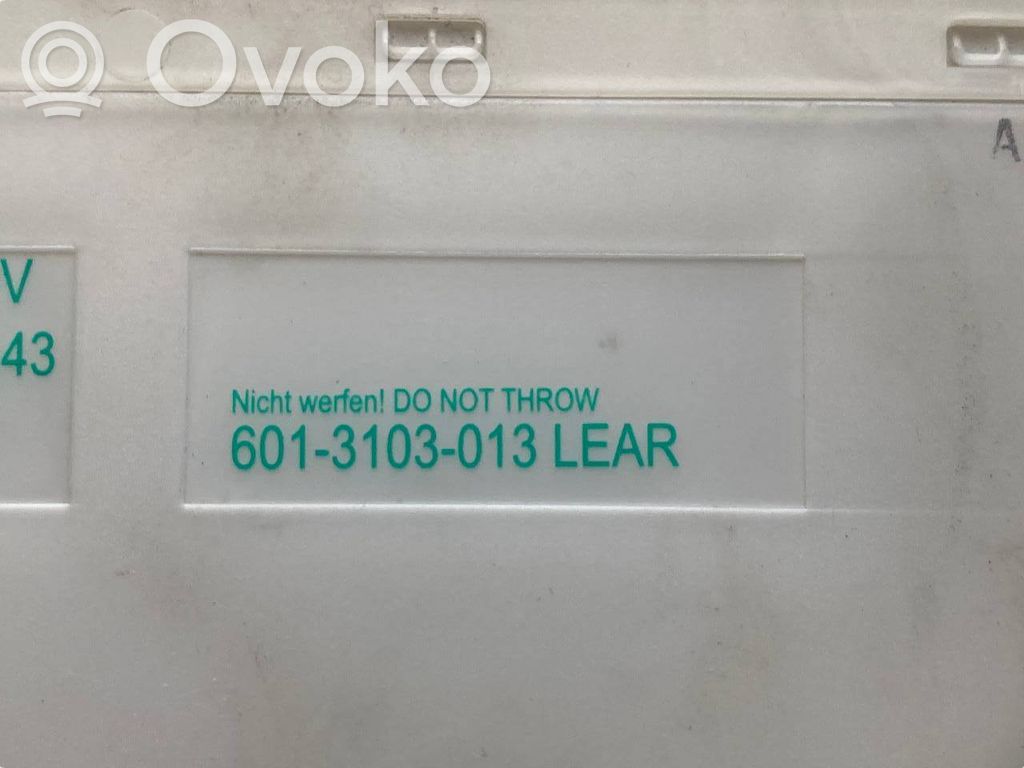 Ovoko
A
V
43
Nicht werfen! DO NOT THROW
601-3103-013 LEAR